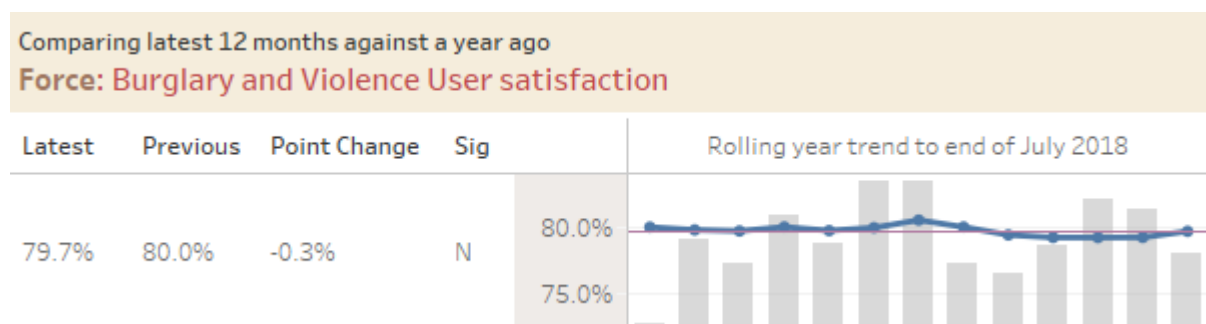 Comparing latest 12 months against a year ago
Force: Burglary and Violence User satisfaction
Latest Previous Point Change Sig Rolling year trend to end of July 2018
79.7% 80.0% -0.3% N
80.0%
75.0%